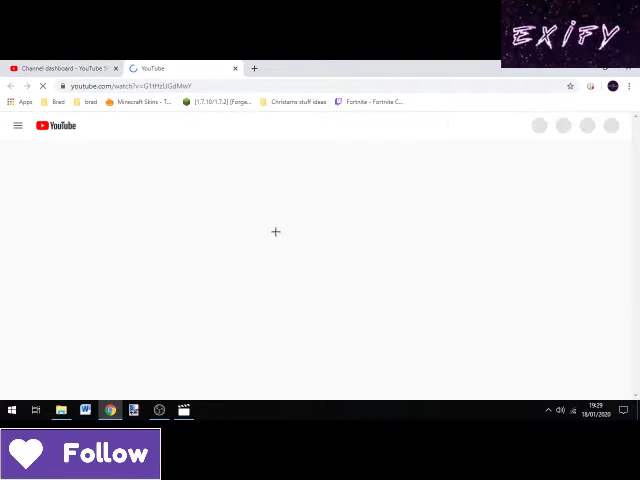 EXIFY
Channel dashboard - YouTube S
YouTube
youtube.com/watch?v=G1tHzUGdMwY
Apps
Brad
brad
Minecraft Skins - T...
[1.7.10/1.7.2] [Forge...
Christams stuff ideas
Fortnite - Fortnite C...
YouTube
19:29
18/01/2020
Follow